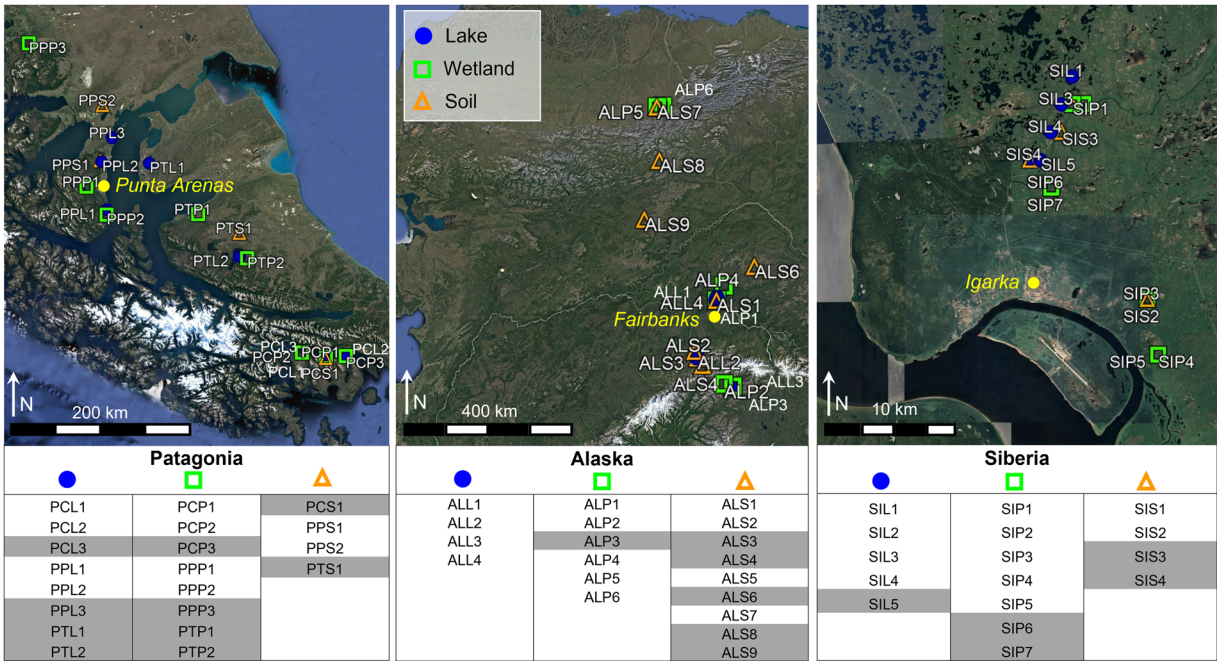 PPP3
PPS2
PPL3
PPS1 PPL2 PTL1
PPP1 Punta Arenas
PPL1 PPP2 PTP1
PTS1
PTL2 PTP2
PCL3 PCP1 PCL2
PCP2 PCP3
PCL1 PCS1
N
200 km
Lake
Wetland
Soil
ALP6
ALP5 ALS7
ALS8
ALS9
ALS6
ALP4
ALL1
ALL4 ALS1
Fairbanks ALP1
ALS2
ALS3 ALL2
ALS4 ALP2 ALL3
ALP3
N
400 km
SIL1
SIL3 SIP1
SIL4 SIS3
SIS4 SIL5
SIP6
SIP7
Igarka
SIP3
SIS2
SIP5 SIP4
N
10 km
Patagonia
PCL1 PCP1 PCS1
PCL2 PCP2 PPS1
PCL3 PCP3 PPS2
PPL1 PPP1 PTS1
PPL2 PPP2
PPL3 PPP3
PTL1 PTP1
PTL2 PTP2
Alaska
ALL1 ALP1 ALS1
ALL2 ALP2 ALS2
ALL3 ALP3 ALS3
ALL4 ALP4 ALS4
ALP5 ALS5
ALP6 ALS6
ALS7
ALS8
ALS9
Siberia
SIL1 SIP1 SIS1
SIL2 SIP2 SIS2
SIL3 SIP3 SIS3
SIL4 SIP4 SIS4
SIL5 SIP5
SIP6
SIP7